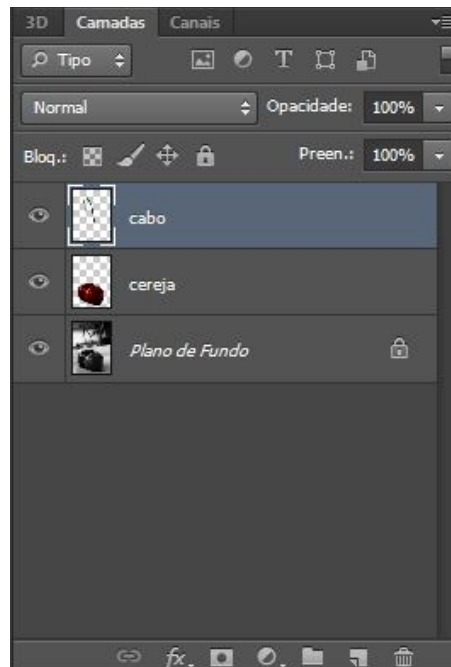 3D Camadas Canais
Tipo
Normal Opacidade: 100%
Bloq.: Preen.: 100%
cabo
cereja
Plano de Fundo
fx